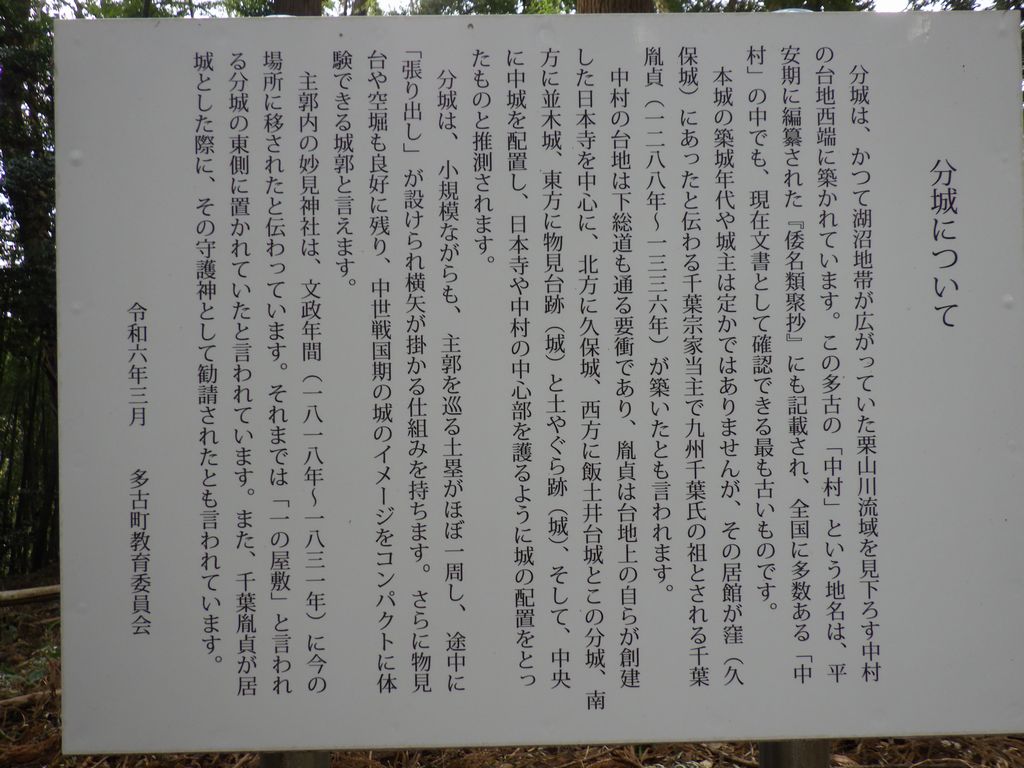 分城について
分城は、かつて湖沼地帯が広がっていた栗山川流域を見下ろす中村
の台地西端に築かれています。この多古の「中村」という地名は、平
安期に編纂された『倭名類聚抄』にも記載され、全国に多数ある「中
村」の中でも、現在文書として確認できる最も古いものです。
本城の築城年代や城主は定かではありませんが、その居館が窪（久
保城）にあったと伝わる千葉宗家当主で九州千葉氏の祖とされる千葉
胤貞（一二八八年～一三三六年）が築いたとも言われます。
中村の台地は下総道も通る要衝であり、胤貞は台地上の自らが創建
した日本寺を中心に、北方に久保城、西方に飯土井台城とこの分城、南
方に並木城、東方に物見台跡（城）と土やぐら跡（城）、そして、中央
に中城を配置し、日本寺や中村の中心部を護るように城の配置をとっ
たものと推測されます。
分城は、小規模ながらも、主郭を巡る土塁がほぼ一周し、途中に
「張り出し」が設けられ横矢が掛かる仕組みを持ちます。さらに物見
台や空堀も良好に残り、中世戦国期の城のイメージをコンパクトに体
験できる城郭と言えます。
主郭内の妙見神社は、文政年間（一八一八年～一八三一年）に今の
場所に移されたと伝わっています。それまでは「一の屋敷」と言われ
る分城の東側に置かれていたと言われています。また、千葉胤貞が居
城とした際に、その守護神として勧請されたとも言われています。
令和六年三月　多古町教育委員会